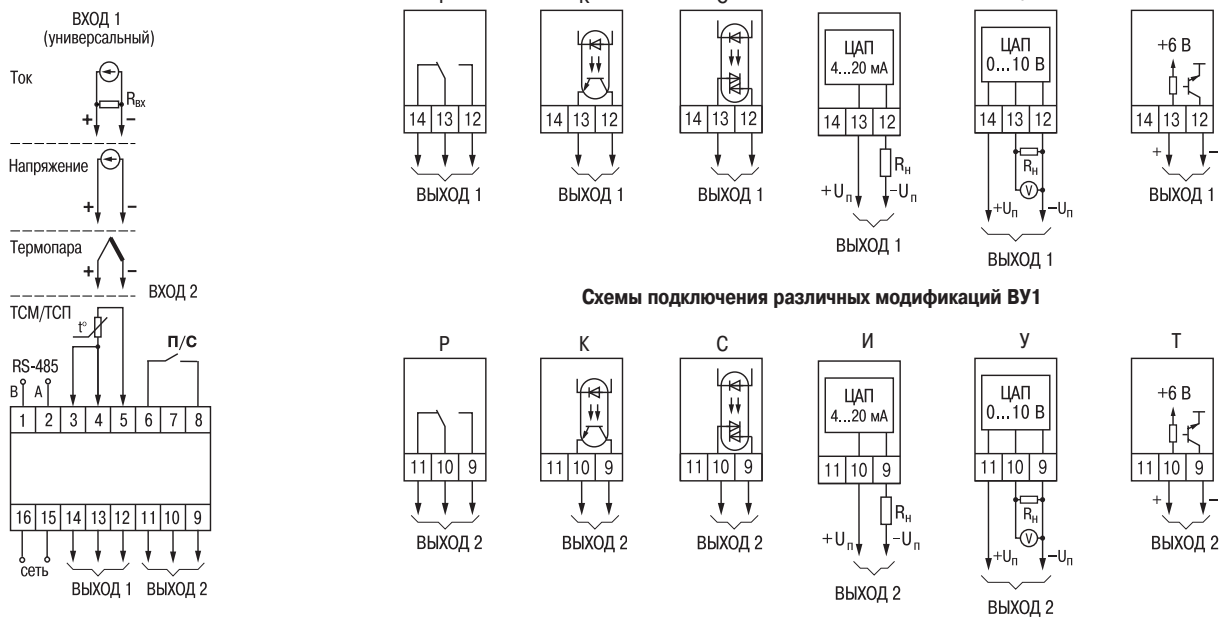 ВХОД 1
(универсальный)
Ток
Rвх
+ −
Напряжение
+ −
Термопара
+ −
ВХОД 2
ТСМ/ТСП
t°
П/С
RS-485
B A
1 2 3 4 5 6 7 8
16 15 14 13 12 11 10 9
сеть
ВЫХОД 1 ВЫХОД 2
ЦАП
4...20 мА
ЦАП
0...10 В
+6 В
14 13 12
14 13 12
14 13 12
14 13 12
14 13 12
14 13 12
Rн
+Uп −Uп
Rн
V
+Uп −Uп
+ −
ВЫХОД 1
ВЫХОД 1
ВЫХОД 1
ВЫХОД 1
ВЫХОД 1
ВЫХОД 1
Схемы подключения различных модификаций ВУ1
Р К С И У Т
ЦАП
4...20 мА
ЦАП
0...10 В
+6 В
11 10 9
11 10 9
11 10 9
11 10 9
11 10 9
11 10 9
Rн
+Uп −Uп
Rн
V
+Uп −Uп
+ −
ВЫХОД 2
ВЫХОД 2
ВЫХОД 2
ВЫХОД 2
ВЫХОД 2
ВЫХОД 2